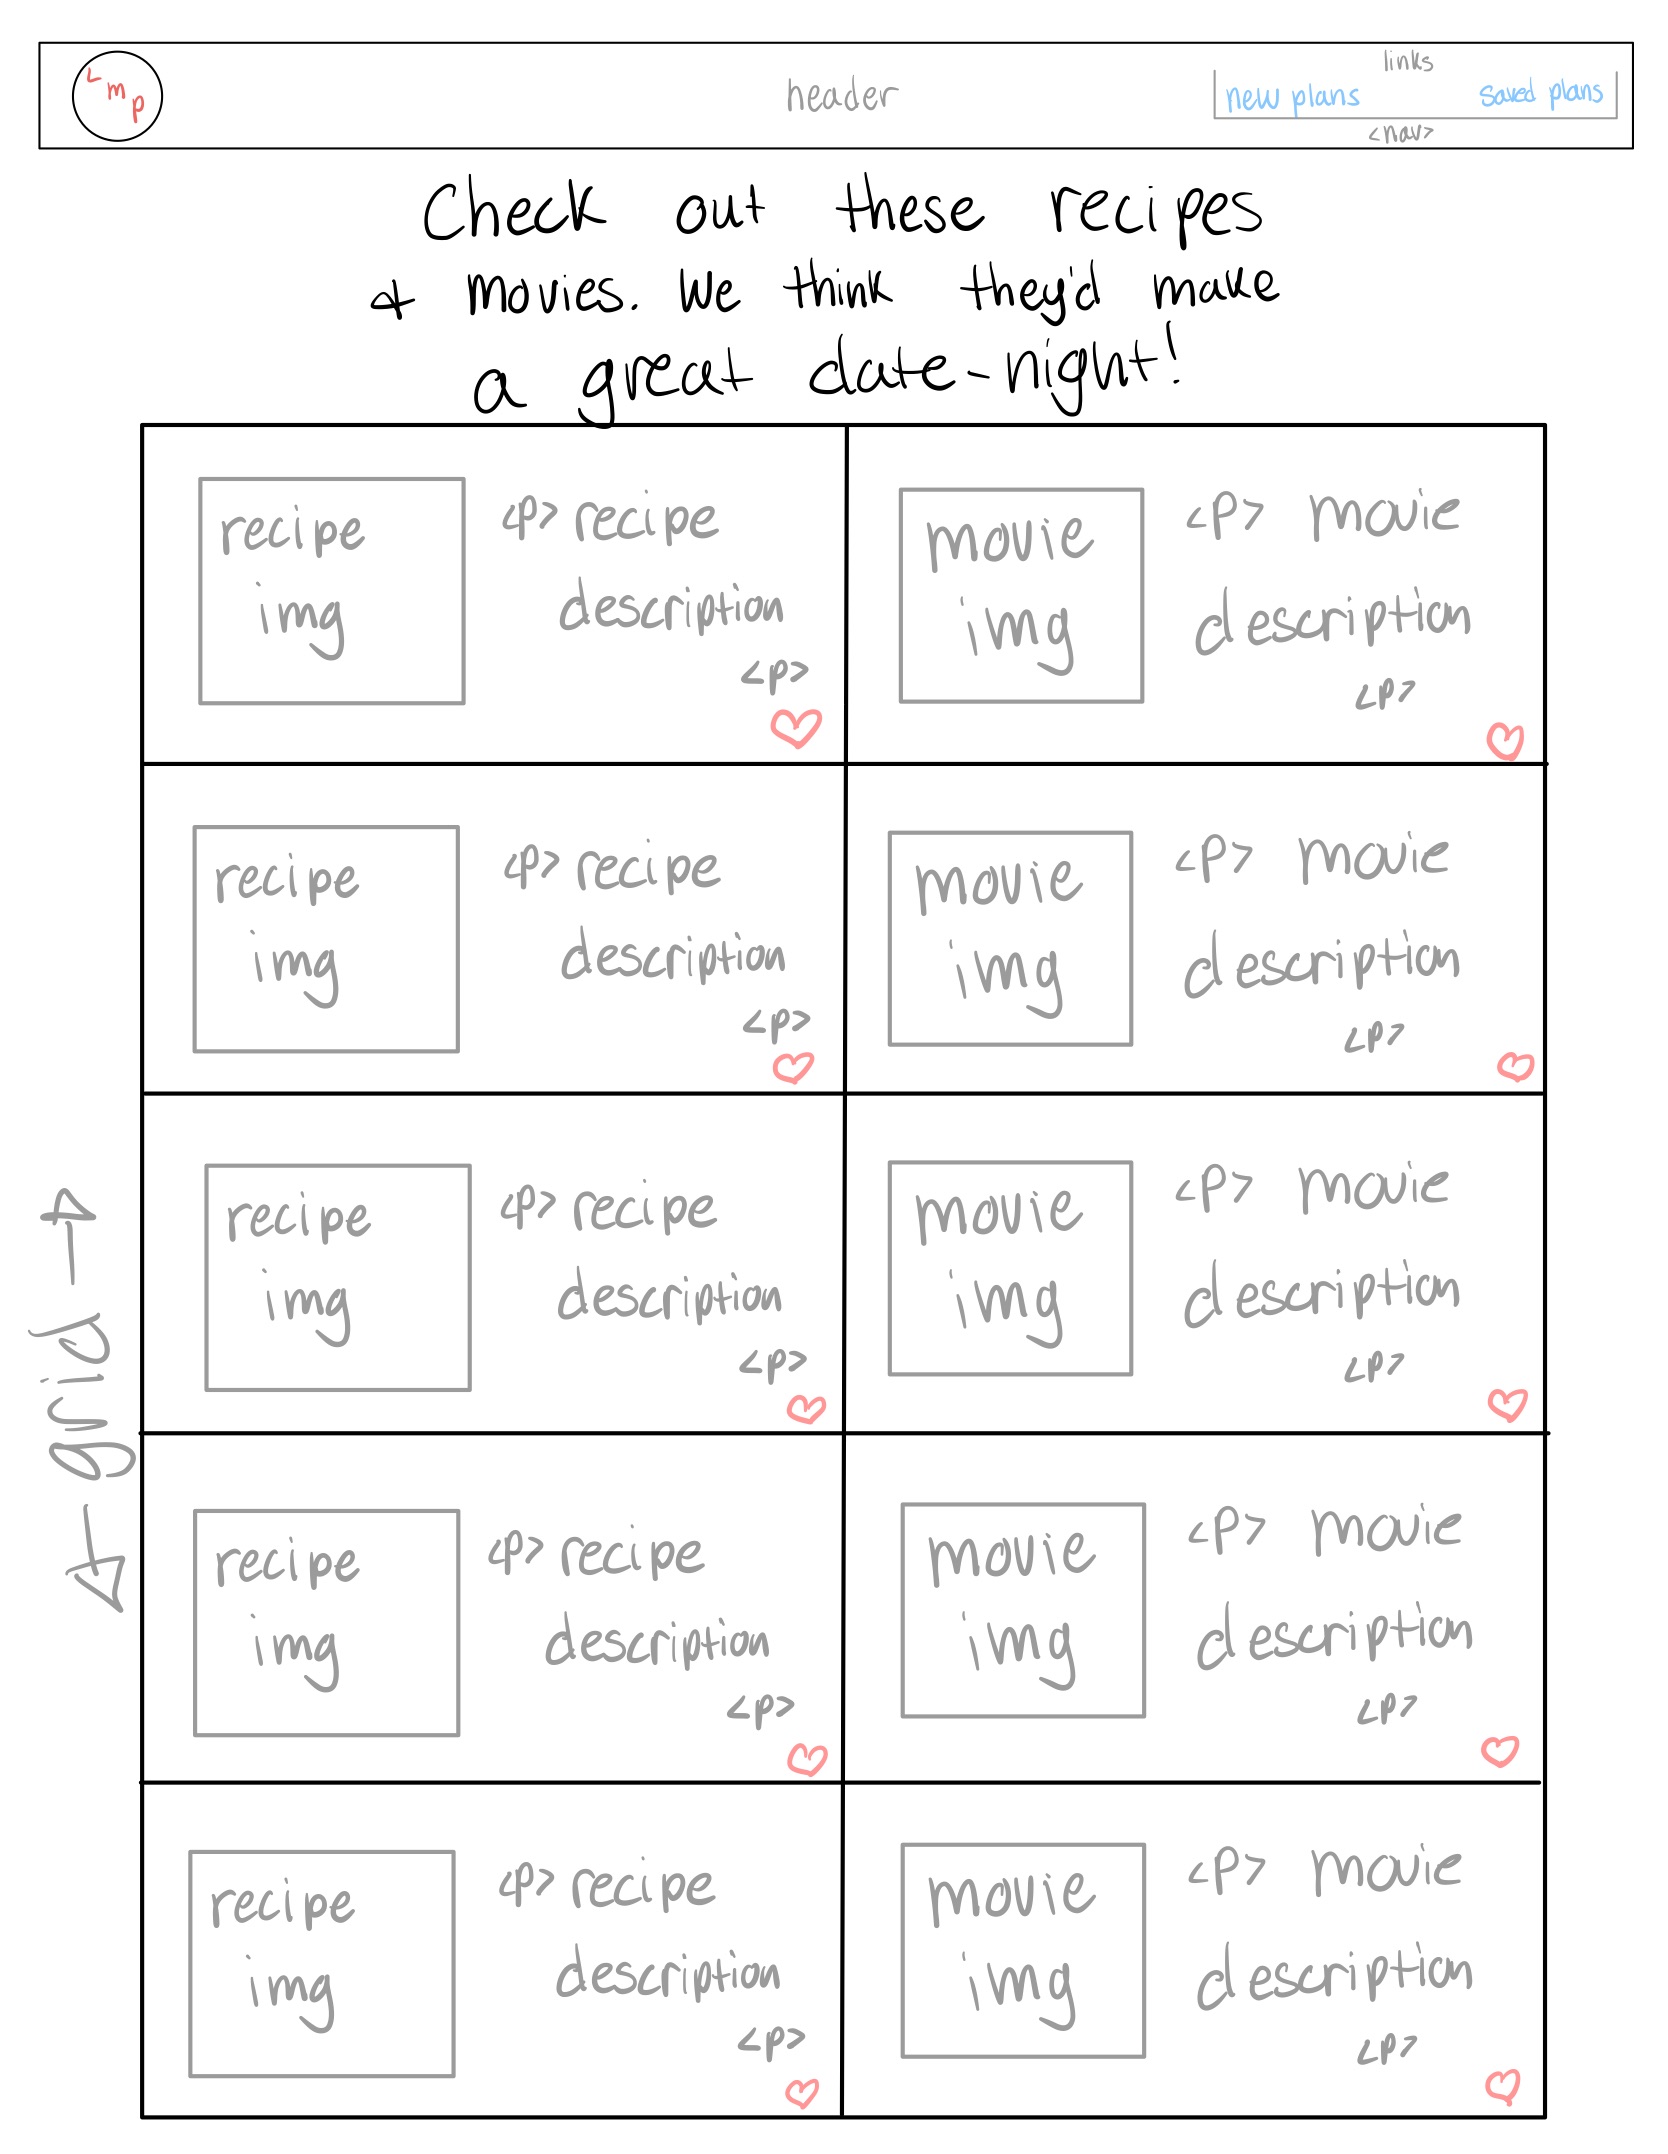 Lmp
header
links
new plans saved plans
<nav>
Check out these recipes
& movies. We think they'd make
a great date-night!
recipe img
<p> recipe description <p>
movie img
<p> movie description <p>
recipe img
<p> recipe description <p>
movie img
<p> movie description <p>
grid
recipe img
<p> recipe description <p>
movie img
<p> movie description <p>
recipe img
<p> recipe description <p>
movie img
<p> movie description <p>
recipe img
<p> recipe description <p>
movie img
<p> movie description <p>